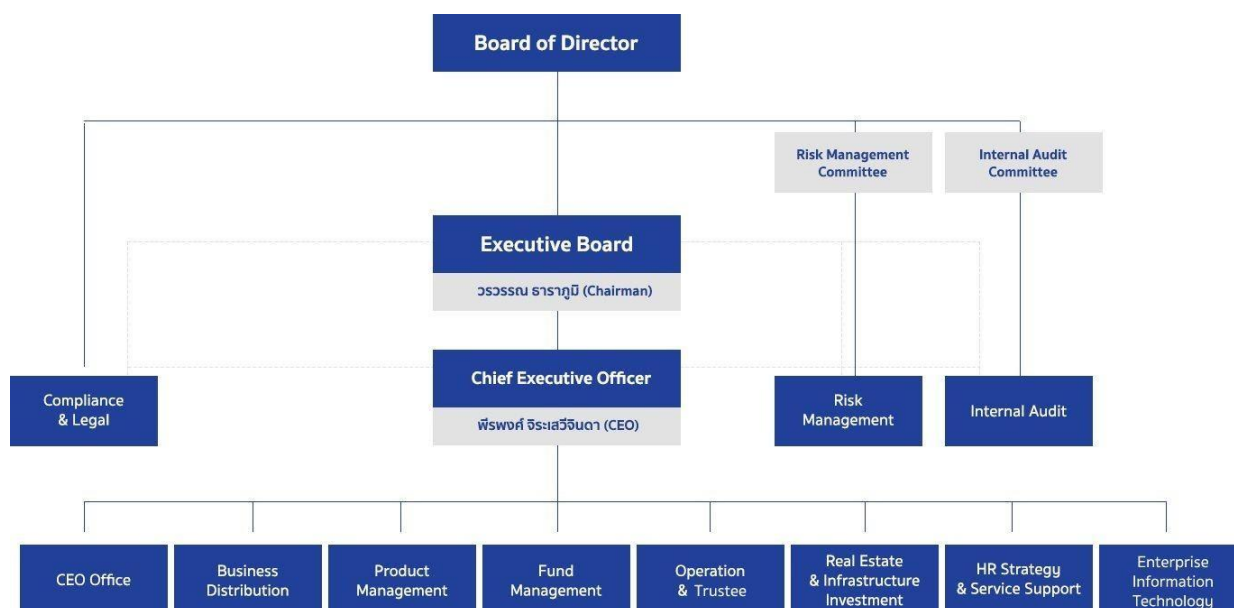 Board of Director
Risk Management
Committee
Internal Audit
Committee
Executive Board
วรวรรณ ธาราภูมิ (Chairman)
Chief Executive Officer
พีรพงศ์ จิระเสวีจินดา (CEO)
Compliance
& Legal
Risk
Management
Internal Audit
CEO Office
Business
Distribution
Product
Management
Fund
Management
Operation
& Trustee
Real Estate
& Infrastructure
Investment
HR Strategy
& Service Support
Enterprise
Information
Technology